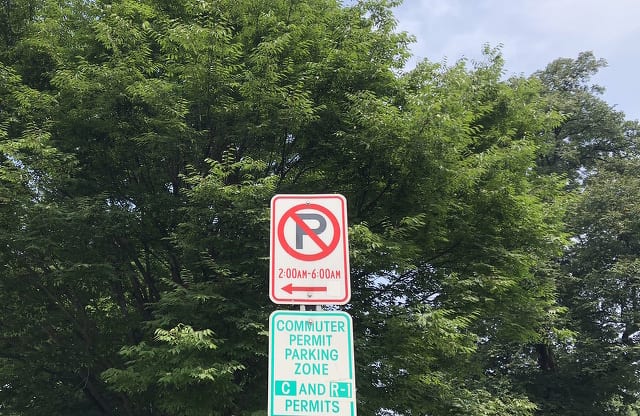 P
2:00AM-6:00AM
COMMUTER
PERMIT
PARKING
ZONE
C AND R-1
PERMITS